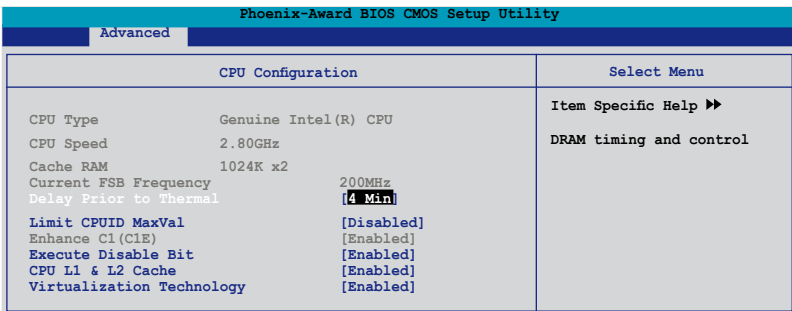 Phoenix-Award BIOS CMOS Setup Utility
Advanced
CPU Configuration
Select Menu
Item Specific Help ▶▶
DRAM timing and control
CPU Type Genuine Intel(R) CPU
CPU Speed 2.80GHz
Cache RAM 1024K x2
Current FSB Frequency 200MHz
Delay Prior to Thermal [4 Min]
Limit CPUID MaxVal [Disabled]
Enhance C1(C1E) [Enabled]
Execute Disable Bit [Enabled]
CPU L1 & L2 Cache [Enabled]
Virtualization Technology [Enabled]